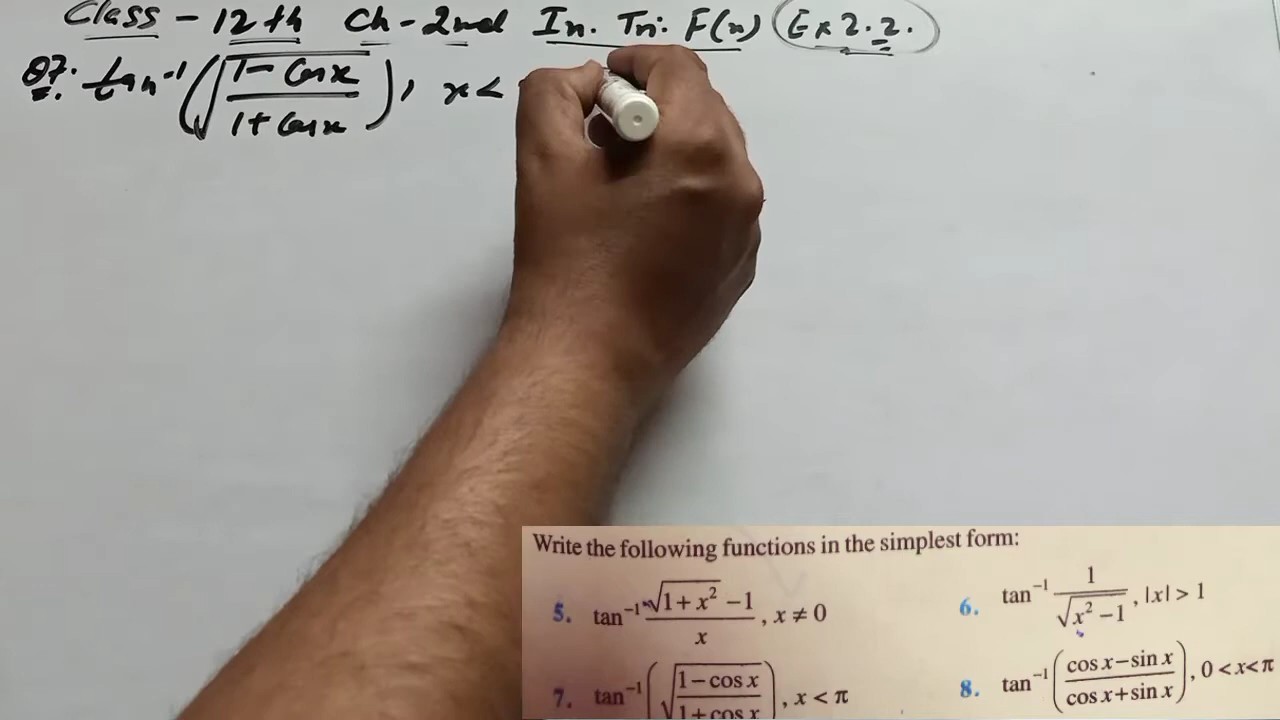 Class - 12th Ch - 2nd In. Tri. F(x) (Ex 2.2.
Q7. tan⁻¹(√(1 - Cosx / 1 + Cosx)), x <
Write the following functions in the simplest form:
5. tan⁻¹ (√(1+x²) −1)/x , x ≠ 0 6. tan⁻¹ 1/√(x² −1) , |x| > 1
7. tan⁻¹ (√((1−cos x)/(1+cos x))) , x < π 8. tan⁻¹ ((cos x−sin x)/(cos x+sin x)) , 0 < x < π